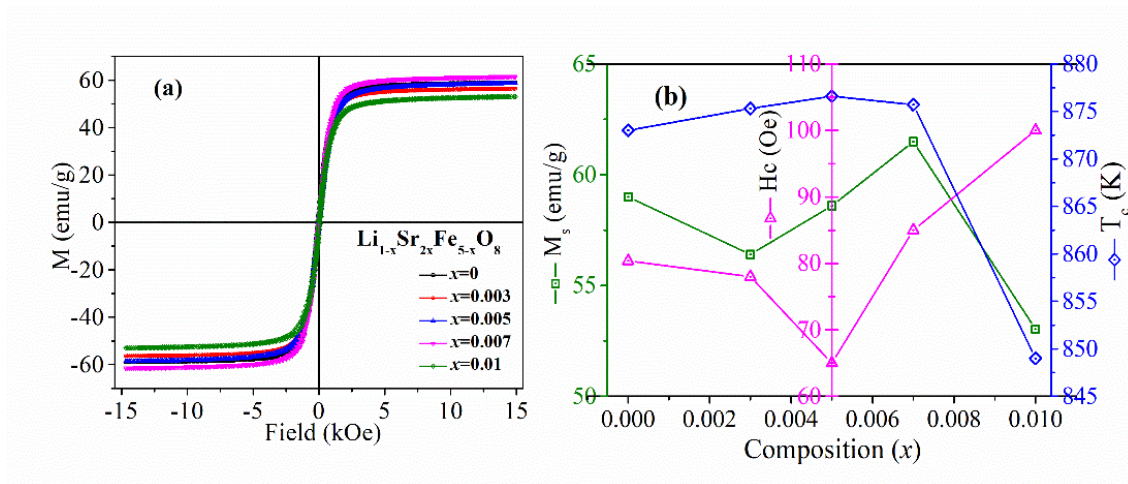 (a)
60
40
20
0
-20
-40
-60
M (emu/g)
Li1-xSr2xFe5-xO8
x=0
x=0.003
x=0.005
x=0.007
x=0.01
-15 -10 -5 0 5 10 15
Field (kOe)
(b)
65
60
55
50
Ms (emu/g)
110
100
90
80
70
60
Hc (Oe)
880
875
870
865
860
855
850
845
Tc (K)
0.000 0.002 0.004 0.006 0.008 0.010
Composition (x)